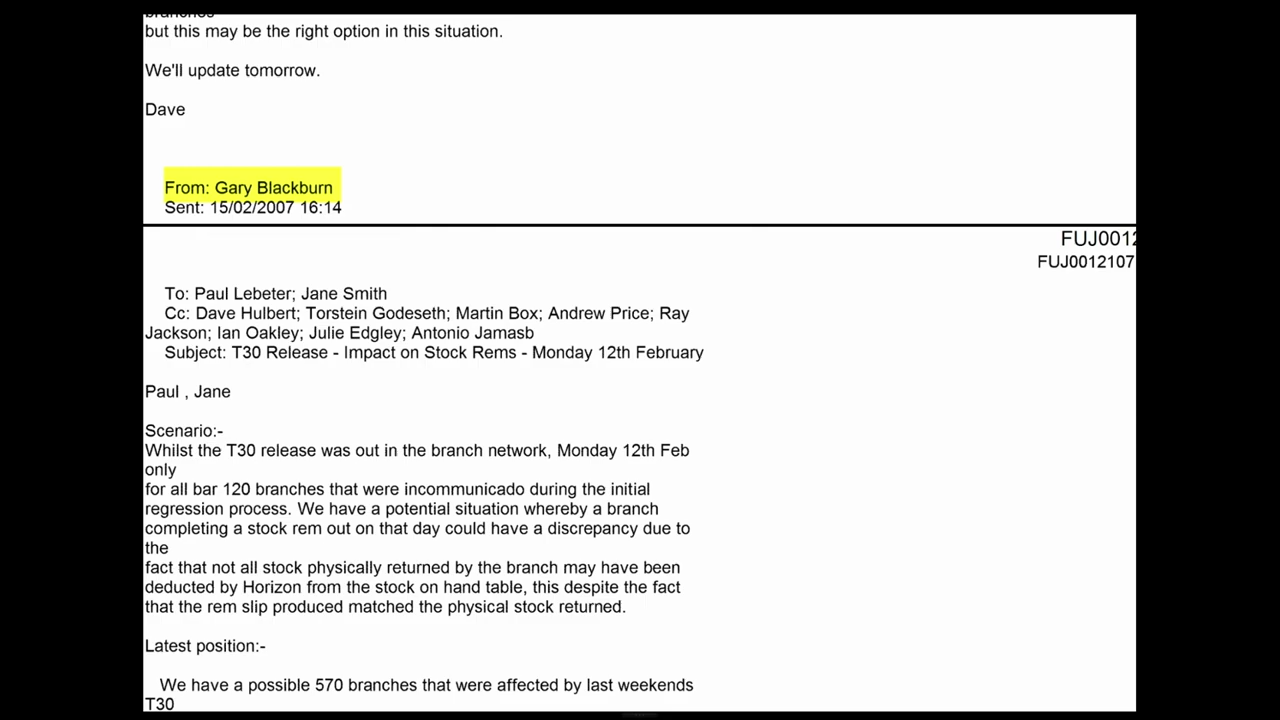 branches
but this may be the right option in this situation.
We'll update tomorrow.
Dave
From: Gary Blackburn
Sent: 15/02/2007 16:14
FUJ0012
FUJ0012107
To: Paul Lebeter; Jane Smith
Cc: Dave Hulbert; Torstein Godeseth; Martin Box; Andrew Price; Ray
Jackson; Ian Oakley; Julie Edgley; Antonio Jamasb
Subject: T30 Release - Impact on Stock Rems - Monday 12th February
Paul , Jane
Scenario:-
Whilst the T30 release was out in the branch network, Monday 12th Feb
only
for all bar 120 branches that were incommunicado during the initial
regression process. We have a potential situation whereby a branch
completing a stock rem out on that day could have a discrepancy due to
the
fact that not all stock physically returned by the branch may have been
deducted by Horizon from the stock on hand table, this despite the fact
that the rem slip produced matched the physical stock returned.
Latest position:-
We have a possible 570 branches that were affected by last weekends
T30